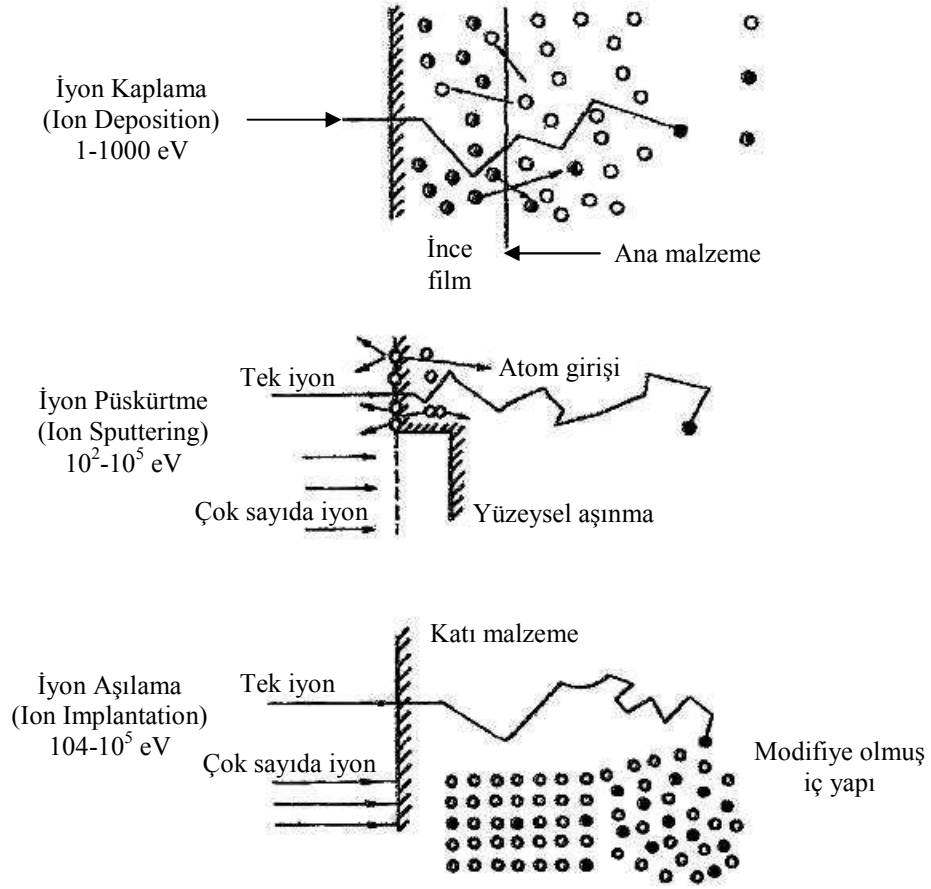 İyon Kaplama
(Ion Deposition)
1-1000 eV
İnce
film
Ana malzeme
Tek iyon
Atom girişi
İyon Püskürtme
(Ion Sputtering)
10²-10⁵ eV
Çok sayıda iyon
Yüzeysel aşınma
Katı malzeme
Tek iyon
İyon Aşılama
(Ion Implantation)
104-10⁵ eV
Çok sayıda iyon
Modifiye olmuş
iç yapı